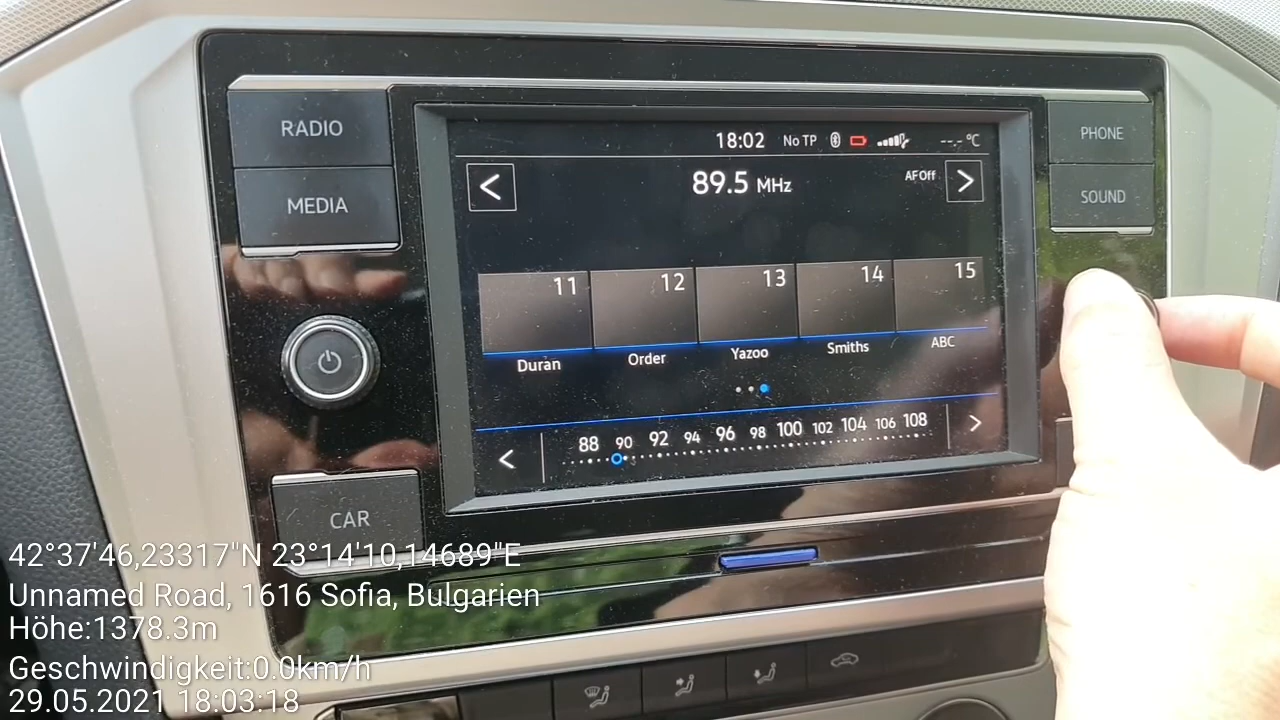 RADIO
MEDIA
CAR
PHONE
SOUND
18:02 No TP --.- °C
89.5 MHz
AF Off
11 12 13 14 15
Duran Order Yazoo Smiths ABC
88 90 92 94 96 98 100 102 104 106 108
42°37'46,23317"N 23°14'10,14689"E
Unnamed Road, 1616 Sofia, Bulgarien
Höhe:1378.3m
Geschwindigkeit:0.0km/h
29.05.2021 18:03:18